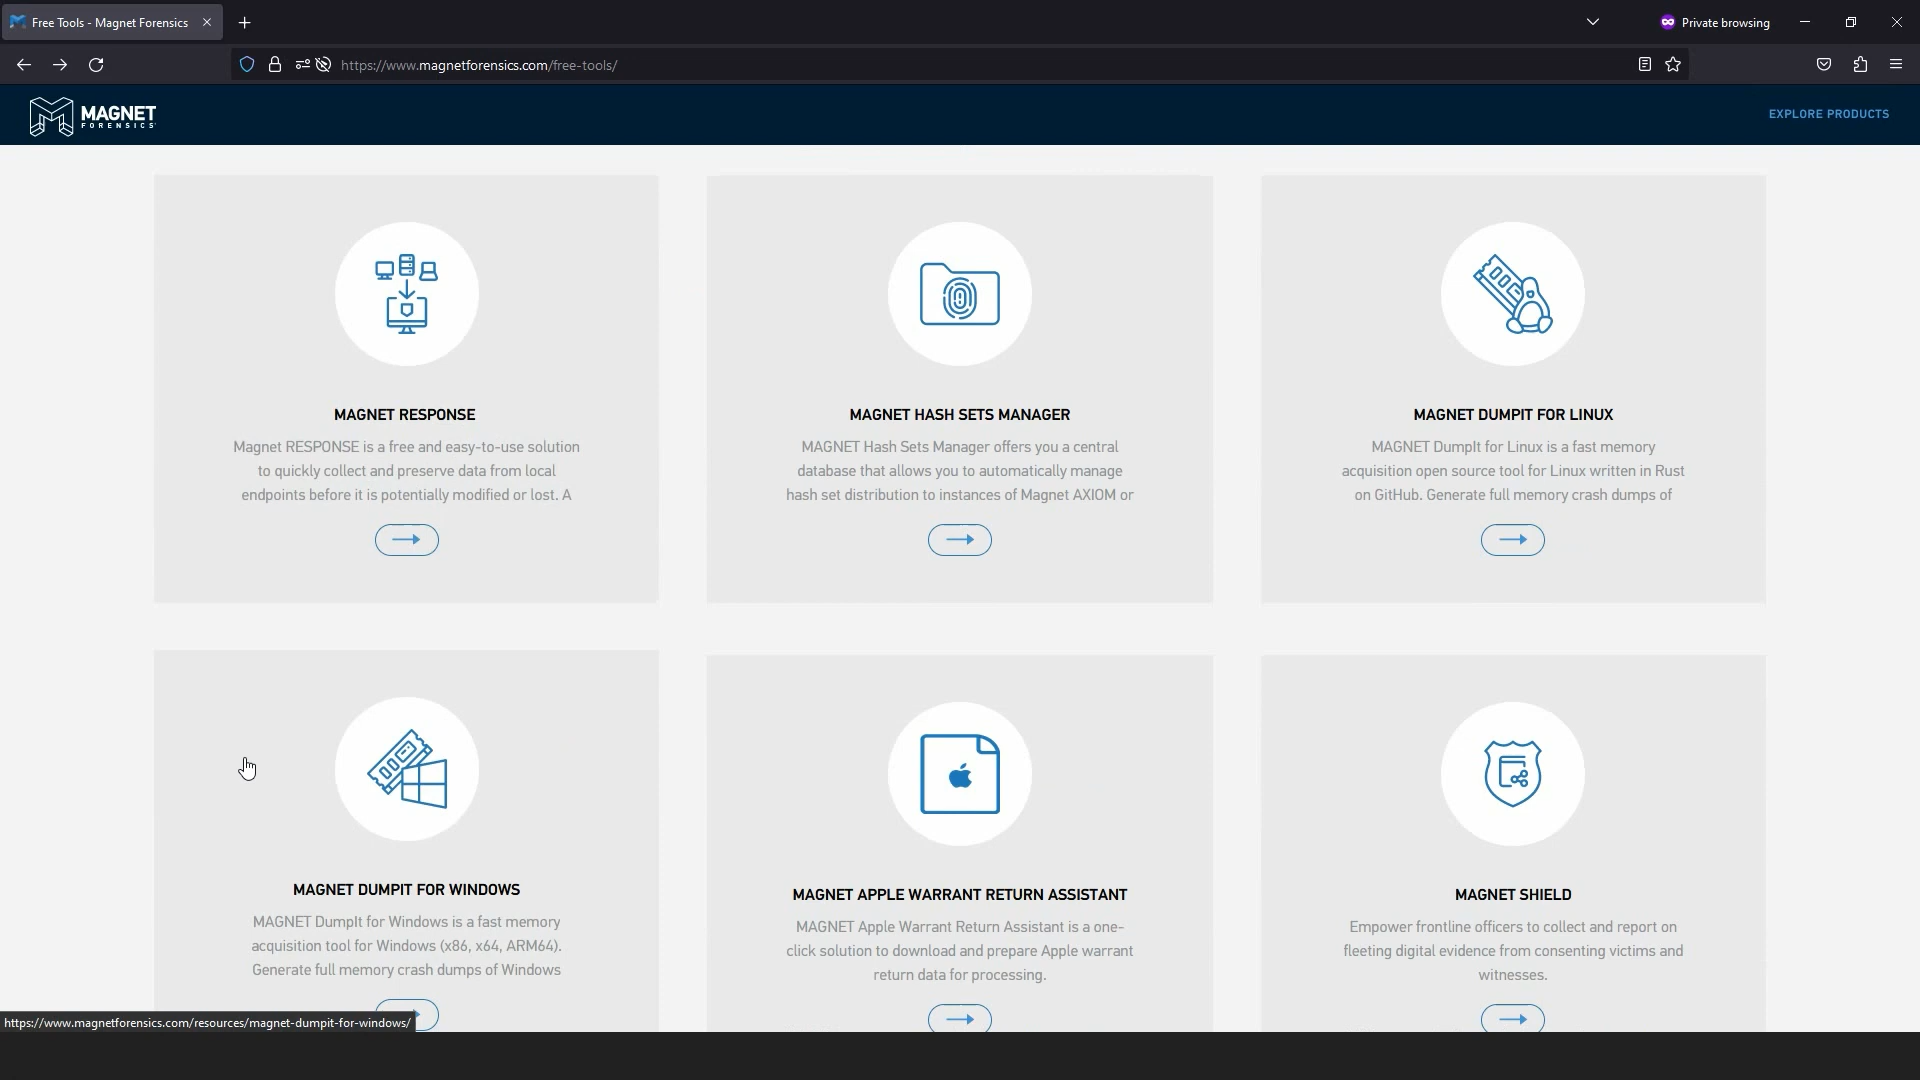 Free Tools - Magnet Forensics
Private browsing
https://www.magnetforensics.com/free-tools/
MAGNET
FORENSICS
EXPLORE PRODUCTS
MAGNET RESPONSE
Magnet RESPONSE is a free and easy-to-use solution
to quickly collect and preserve data from local
endpoints before it is potentially modified or lost. A
MAGNET HASH SETS MANAGER
MAGNET Hash Sets Manager offers you a central
database that allows you to automatically manage
hash set distribution to instances of Magnet AXIOM or
MAGNET DUMPIT FOR LINUX
MAGNET DumpIt for Linux is a fast memory
acquisition open source tool for Linux written in Rust
on GitHub. Generate full memory crash dumps of
MAGNET DUMPIT FOR WINDOWS
MAGNET DumpIt for Windows is a fast memory
acquisition tool for Windows (x86, x64, ARM64).
Generate full memory crash dumps of Windows
MAGNET APPLE WARRANT RETURN ASSISTANT
MAGNET Apple Warrant Return Assistant is a one-
click solution to download and prepare Apple warrant
return data for processing.
MAGNET SHIELD
Empower frontline officers to collect and report on
fleeting digital evidence from consenting victims and
witnesses.
https://www.magnetforensics.com/resources/magnet-dumpit-for-windows/